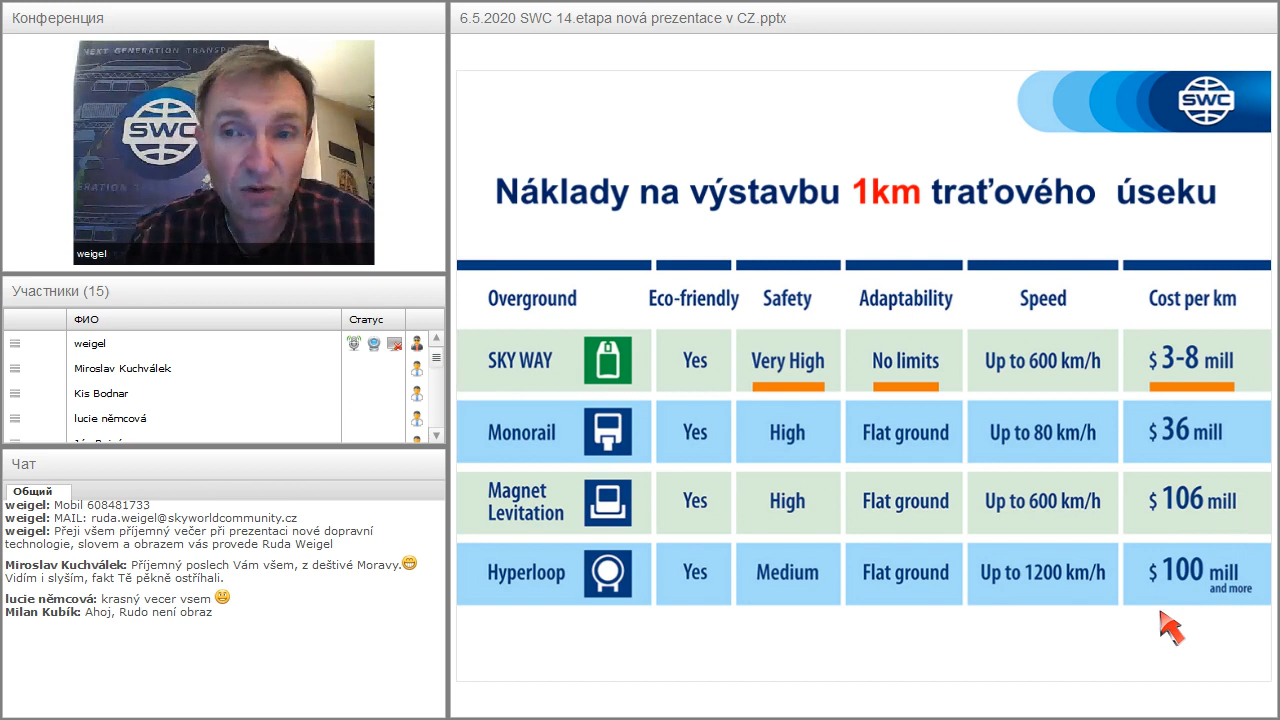 Конференция
NEXT GENERATION TRANSPO
SWC
ERATION TRANS
weigel
Участники (15)
ФИО
Статус
weigel
Miroslav Kuchválek
Kis Bodnar
lucie němcová
Чат
Общий
weigel: Mobil 608481733
weigel: MAIL: ruda.weigel@skyworldcommunity.cz
weigel: Přeji všem příjemný večer při prezentaci nové dopravní
technologie, slovem a obrazem vás provede Ruda Weigel
Miroslav Kuchválek: Příjemný poslech Vám všem, z deštivé Moravy.
Vidím i slyším, fakt Tě pěkně ostříhali.
lucie němcová: krasný vecer vsem
Milan Kubík: Ahoj, Rudo není obraz
6.5.2020 SWC 14.etapa nová prezentace v CZ.pptx
SWC
Náklady na výstavbu 1km traťového úseku
Overground Eco-friendly Safety Adaptability Speed Cost per km
SKY WAY Yes Very High No limits Up to 600 km/h $ 3-8 mill
Monorail Yes High Flat ground Up to 80 km/h $ 36 mill
Magnet
Levitation Yes High Flat ground Up to 600 km/h $ 106 mill
Hyperloop Yes Medium Flat ground Up to 1200 km/h $ 100 mill
and more